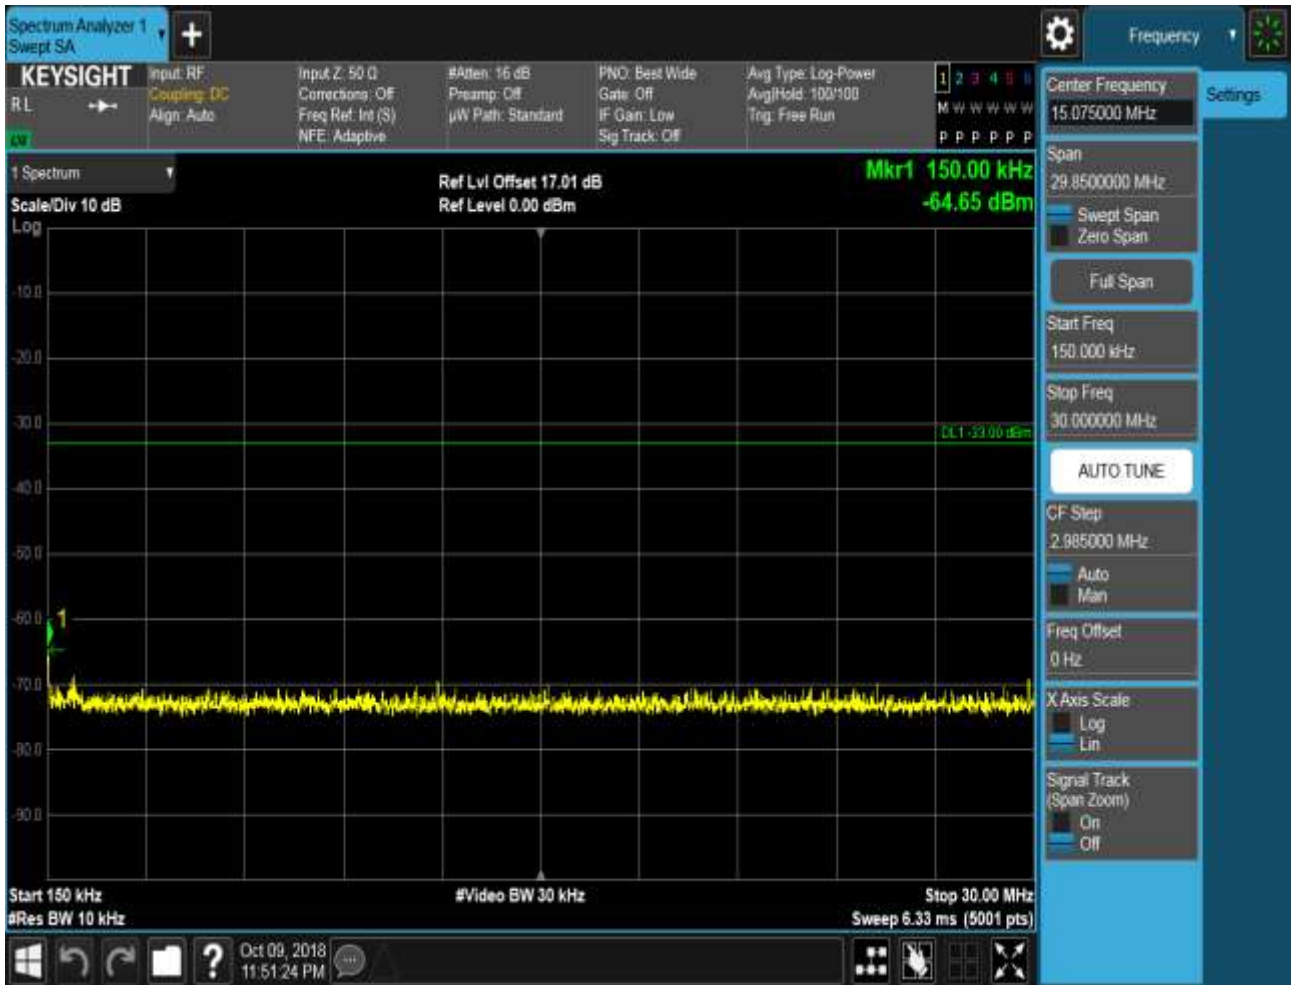 Spectrum Analyzer 1
Swept SA
Frequency
KEYSIGHT
R L
Input: RF
Coupling: DC
Align: Auto
Input Z: 50 Ω
Corrections: Off
Freq Ref: Int (S)
NFE: Adaptive
#Atten: 16 dB
Preamp: Off
µW Path: Standard
PNO: Best Wide
Gate: Off
IF Gain: Low
Sig Track: Off
Avg Type: Log-Power
Avg|Hold: 100/100
Trig: Free Run
1 2 3 4 5 6
M W W W W W
P P P P P P
1 Spectrum
Scale/Div 10 dB
Log
Ref Lvl Offset 17.01 dB
Ref Level 0.00 dBm
Mkr1 150.00 kHz
-64.65 dBm
-10.0
-20.0
-30.0
DL1 -33.00 dBm
-40.0
-50.0
-60.0
1
-70.0
-80.0
-90.0
Start 150 kHz
#Video BW 30 kHz
Stop 30.00 MHz
#Res BW 10 kHz
Sweep 6.33 ms (5001 pts)
Oct 09, 2018
11:51:24 PM
Center Frequency
15.075000 MHz
Settings
Span
29.8500000 MHz
Swept Span
Zero Span
Full Span
Start Freq
150.000 kHz
Stop Freq
30.000000 MHz
AUTO TUNE
CF Step
2.985000 MHz
Auto
Man
Freq Offset
0 Hz
X Axis Scale
Log
Lin
Signal Track
(Span Zoom)
On
Off